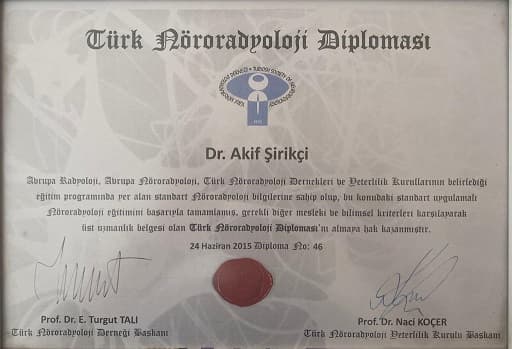 Türk Nöroradyoloji Diploması
Dr. Akif Şirikçi
Avrupa Radyoloji, Avrupa Nöroradyoloji, Türk Nöroradyoloji Dernekleri ve Yeterlilik Kurullarının belirlediği
eğitim programında yer alan standart Nöroradyoloji bilgilerine sahip olup, bu konudaki standart uygulamalı
Nöroradyoloji eğitimini başarıyla tamamlamış, gerekli diğer mesleki ve bilimsel kriterleri karşılayarak
üst uzmanlık belgesi olan Türk Nöroradyoloji Diploması'nı almaya hak kazanmıştır.
24 Haziran 2015 Diploma No: 46
Prof. Dr. E. Turgut TALI
Prof. Dr. Naci KOÇER
Türk Nöroradyoloji Derneği Başkanı
Türk Nöroradyoloji Yeterlilik Kurulu Başkanı